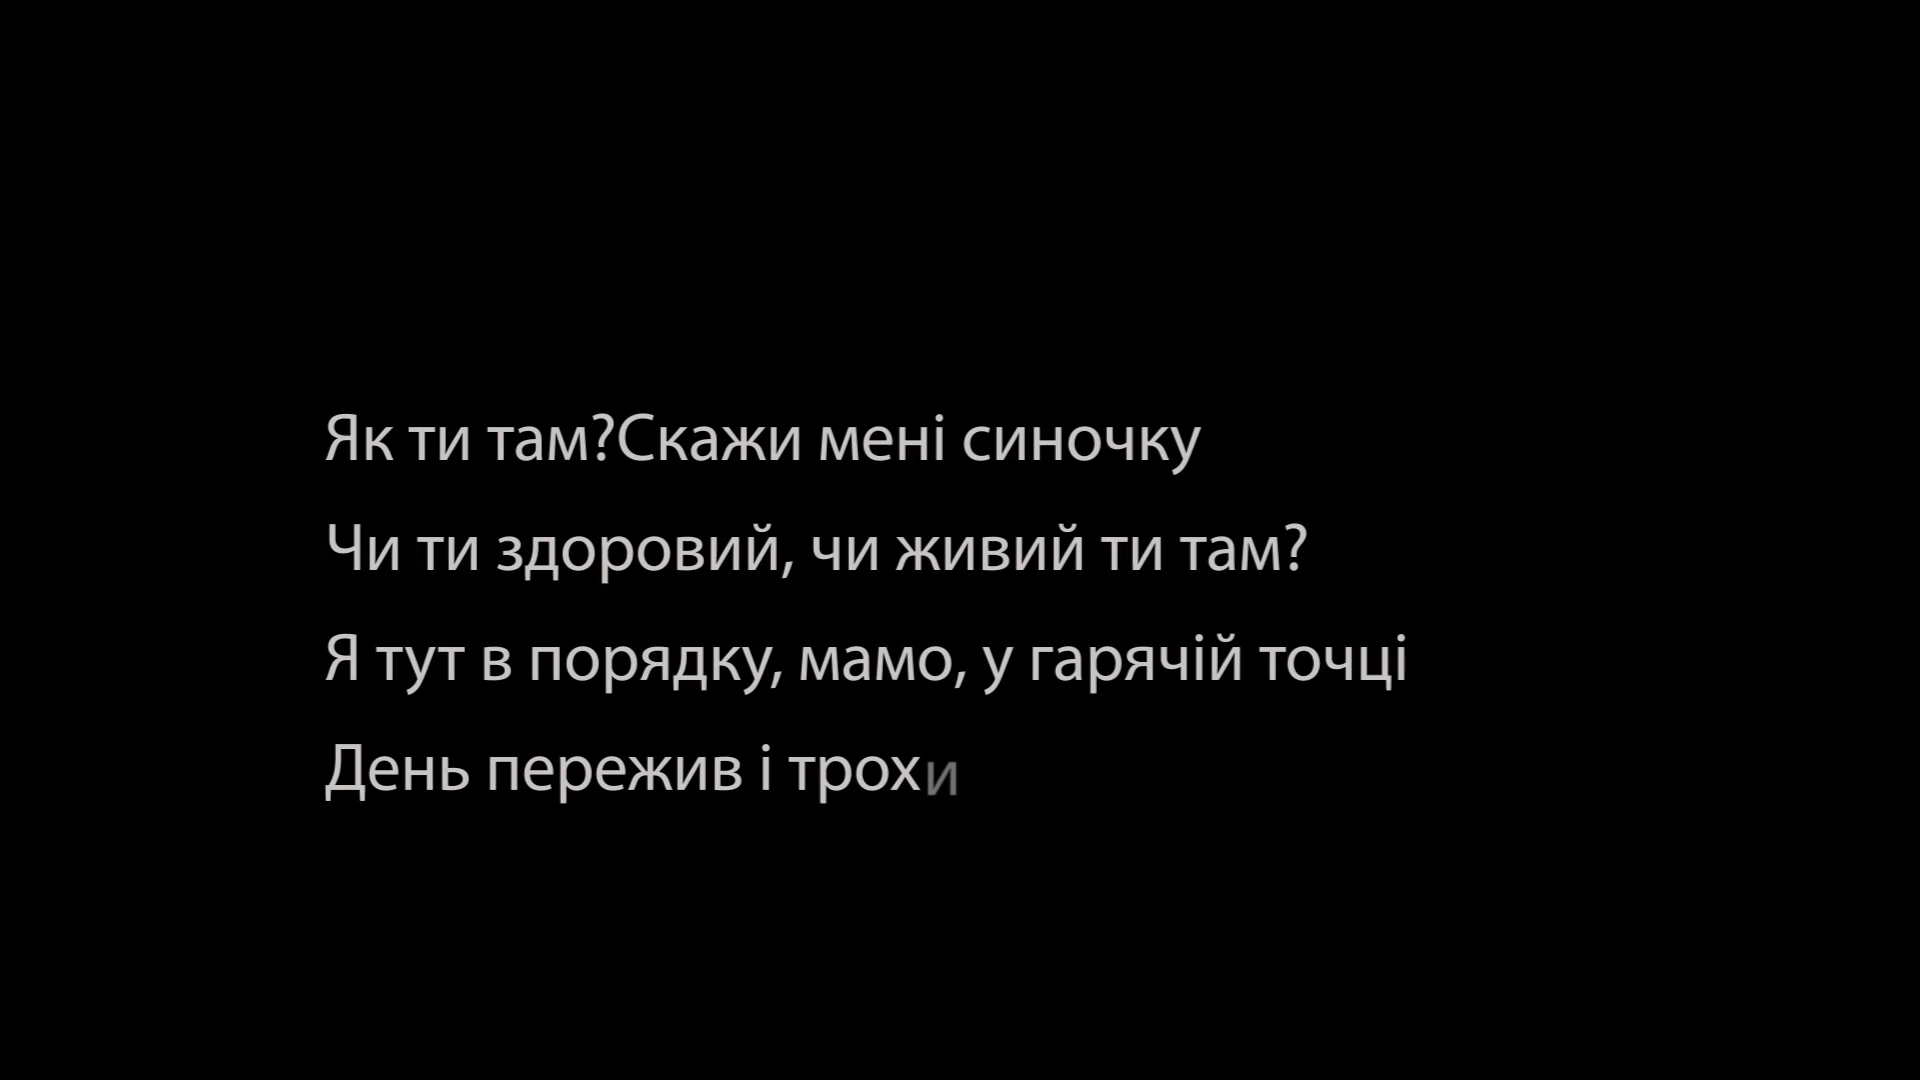 Як ти там?Скажи мені синочку
Чи ти здоровий, чи живий ти там?
Я тут в порядку, мамо, у гарячій точці
День пережив і трохи